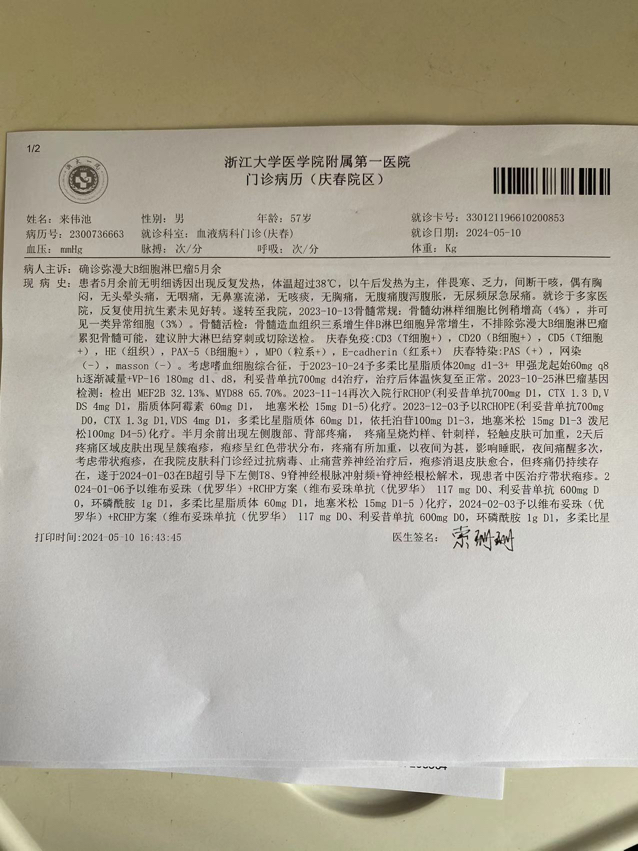 1/2
浙江大学医学院附属第一医院
门诊病历（庆春院区）
姓名: 来伟池 性别: 男 年龄: 57岁 就诊卡号: 330121196610200853
病历号: 2300736663 就诊科室: 血液病科门诊(庆春) 就诊日期: 2024-05-10
血压: mmHg 脉搏: 次/分 呼吸: 次/分 体重: Kg
病人主诉: 确诊弥漫大B细胞淋巴瘤5月余
现 病 史: 患者5月余前无明细诱因出现反复发热，体温超过38℃，以午后发热为主，伴畏寒、乏力，间断干咳，偶有胸
闷，无头晕头痛，无咽痛，无鼻塞流涕，无咳痰，无胸痛，无腹痛腹泻腹胀，无尿频尿急尿痛。就诊于多家医
院，反复使用抗生素未见好转。遂转至我院，2023-10-13骨髓常规: 骨髓幼淋样细胞比例稍增高（4%），并可
见一类异常细胞（3%）。骨髓活检: 骨髓造血组织三系增生伴B淋巴细胞异常增生，不排除弥漫大B细胞淋巴瘤
累犯骨髓可能，建议肿大淋巴结穿刺或切除送检。 庆春免疫:CD3（T细胞+），CD20（B细胞+），CD5（T细胞
+），HE（组织），PAX-5（B细胞+），MPO（粒系+），E-cadherin（红系+） 庆春特染:PAS（+），网染
（-），masson（-）。考虑嗜血细胞综合征，于2023-10-24予多柔比星脂质体20mg d1-3+ 甲强龙起始60mg q8
h逐渐减量+VP-16 180mg d1、d8，利妥昔单抗700mg d4治疗，治疗后体温恢复至正常。2023-10-25淋巴瘤基因
检测: 检出 MEF2B 32.13%、MYD88 65.70%。2023-11-14再次入院行RCHOP(利妥昔单抗700mg D1，CTX 1.3 D,V
DS 4mg D1，脂质体阿霉素 60mg D1， 地塞米松 15mg D1-5)化疗。2023-12-03予以RCHOPE(利妥昔单抗700mg
D0，CTX 1.3g D1,VDS 4mg D1，多柔比星脂质体 60mg D1，依托泊苷100mg D1-3，地塞米松 15mg D1-3 泼尼
松100mg D4-5)化疗。半月余前出现左侧腹部、背部疼痛， 疼痛呈烧灼样、针刺样，轻触皮肤可加重，2天后
疼痛区域皮肤出现呈簇疱疹，疱疹呈红色带状分布，疼痛有所加重，以夜间为甚，影响睡眠，夜间痛醒多次，
考虑带状疱疹，在我院皮肤科门诊经过抗病毒、止痛营养神经治疗后，疱疹消退皮肤愈合，但疼痛仍持续存
在，遂于2024-01-03在B超引导下左侧T8、9脊神经根脉冲射频+脊神经根松解术，现患者中医治疗带状疱疹。2
024-01-06予以维布妥珠（优罗华）+RCHP方案（维布妥珠单抗（优罗华） 117 mg D0、利妥昔单抗 600mg D
0，环磷酰胺 1g D1，多柔比星脂质体 60mg D1，地塞米松 15mg D1-5 )化疗，2024-02-03予以维布妥珠（优
罗华）+RCHP方案（维布妥珠单抗（优罗华） 117 mg D0、利妥昔单抗 600mg D0，环磷酰胺 1g D1，多柔比星
打印时间:2024-05-10 16:43:45 医生签名: